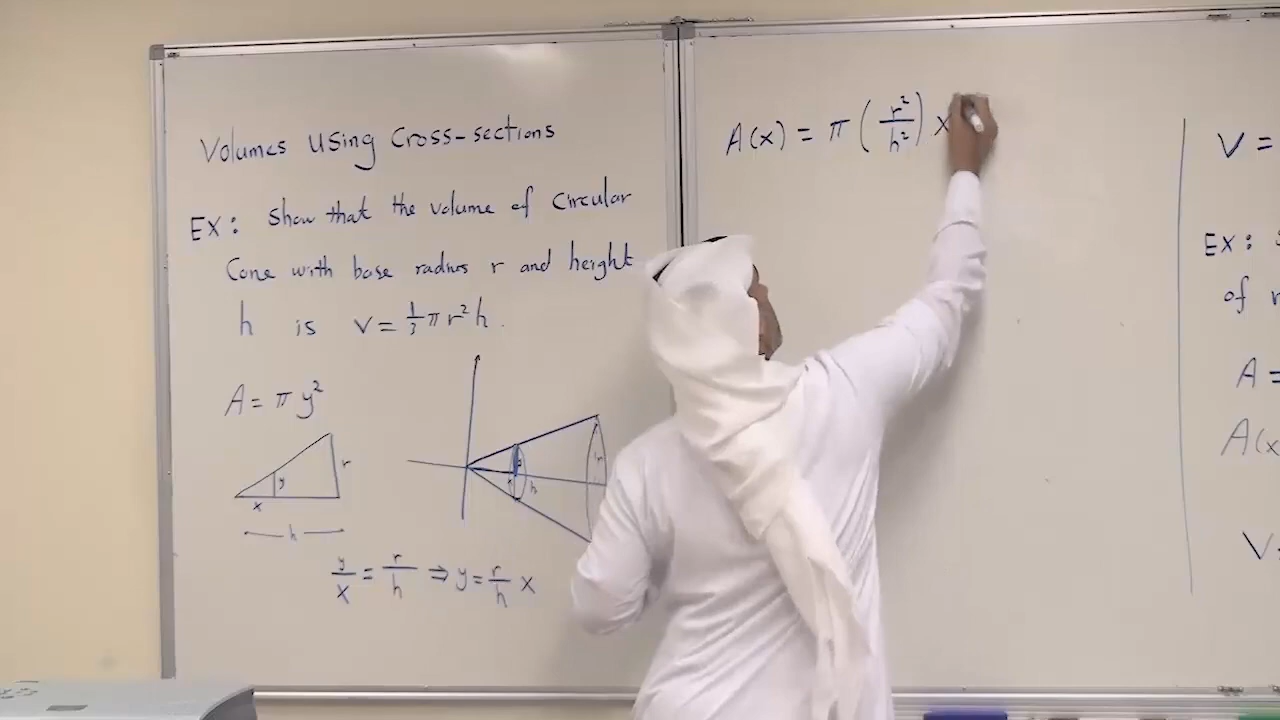 Volumes Using Cross-sections
EX: Show that the volume of Circular
Cone with base radius r and height
h is V = 1/3 π r² h.
A = π y²
r
y
x
h
r
x
h
y/x = r/h ⇒ y = r/h x
A(x) = π (r²/h²) x
V =
EX:
of
A =
A(x
V